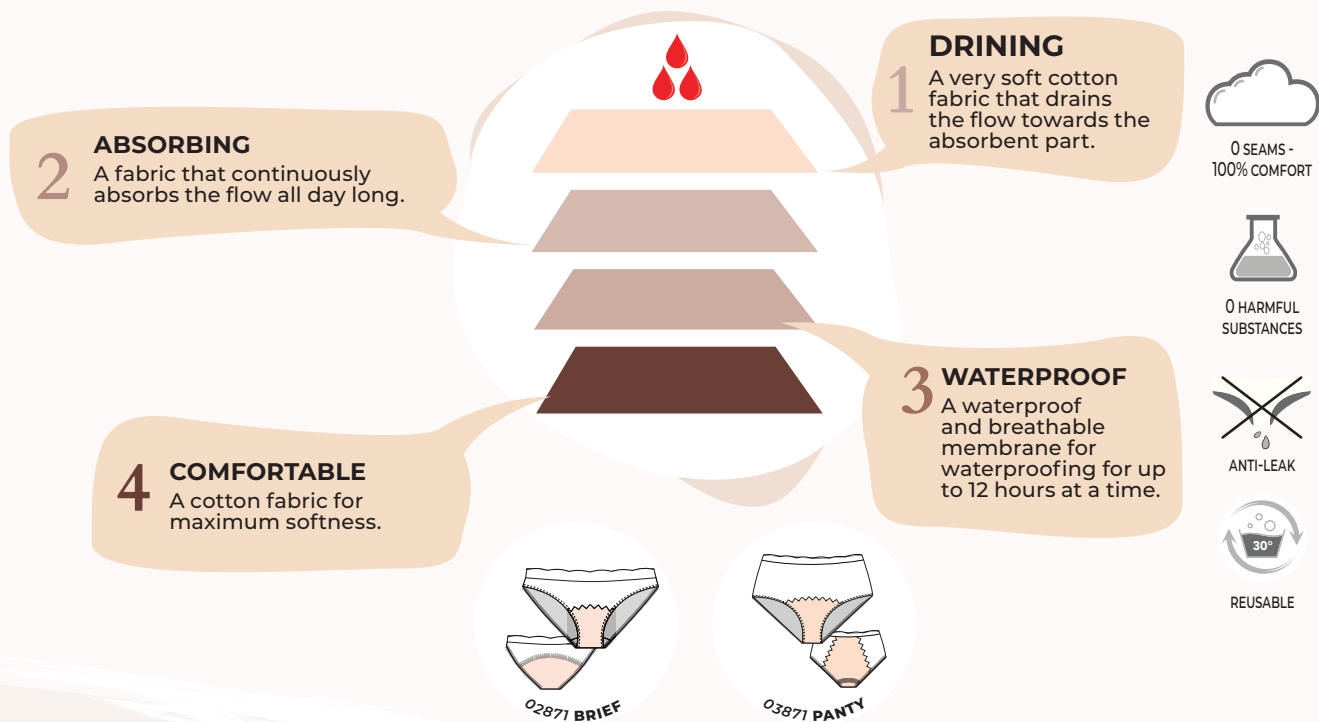 1
DRINING
A very soft cotton
fabric that drains
the flow towards the
absorbent part.
2
ABSORBING
A fabric that continuously
absorbs the flow all day long.
3
WATERPROOF
A waterproof
and breathable
membrane for
waterproofing for up
to 12 hours at a time.
4
COMFORTABLE
A cotton fabric for
maximum softness.
0 SEAMS -
100% COMFORT
0 HARMFUL
SUBSTANCES
ANTI-LEAK
30°
REUSABLE
02871 BRIEF
03871 PANTY